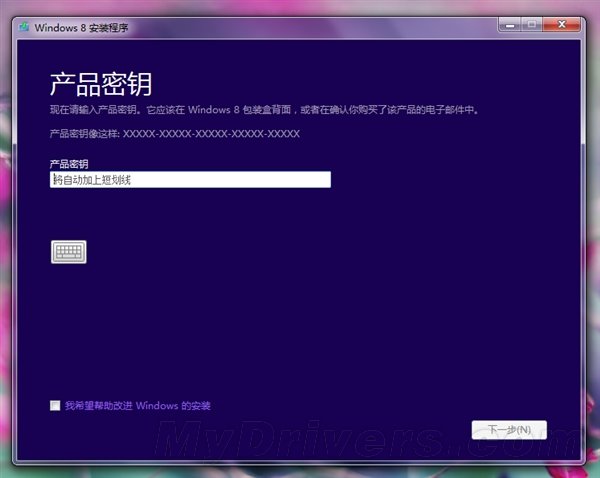 Windows 8 安装程序
产品密钥
现在请输入产品密钥。它应该在 Windows 8 包装盒背面，或者在确认你购买了该产品的电子邮件中。
产品密钥像这样: XXXXX-XXXXX-XXXXX-XXXXX-XXXXX
产品密钥
将自动加上短划线
我希望帮助改进 Windows 的安装
下一步(N)
MyDrivers.com